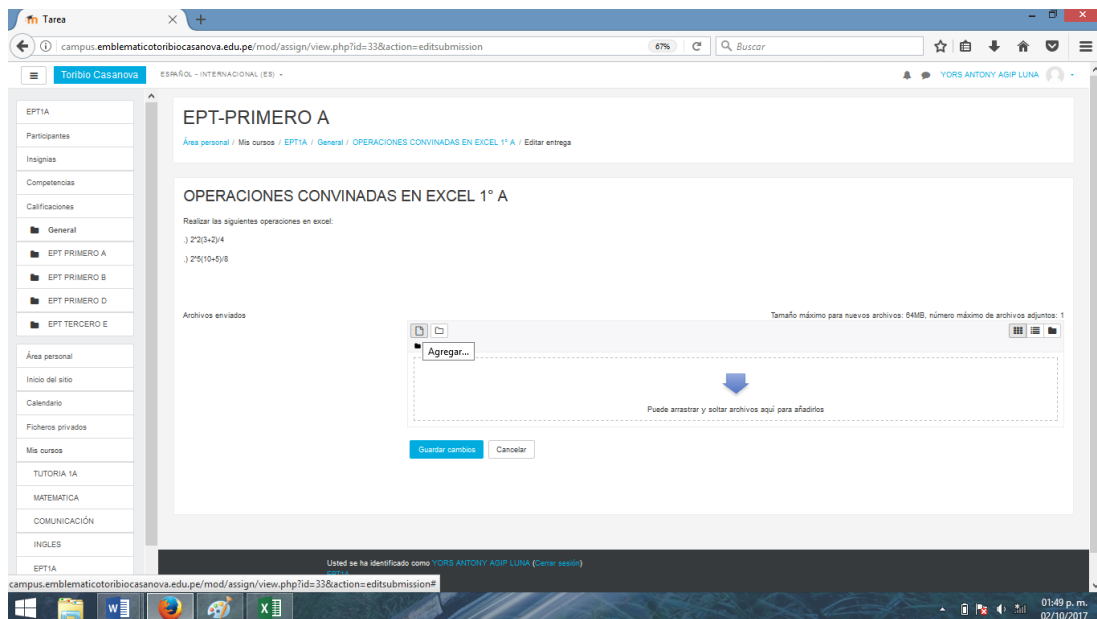 Tarea
campus.emblematicotoribiocasanova.edu.pe/mod/assign/view.php?id=33&action=editsubmission
67%
Buscar
Toribio Casanova
ESPAÑOL - INTERNACIONAL (ES)
YORS ANTONY AGIP LUNA
EPT1A
Participantes
Insignias
Competencias
Calificaciones
General
EPT PRIMERO A
EPT PRIMERO B
EPT PRIMERO D
EPT TERCERO E
Área personal
Inicio del sitio
Calendario
Ficheros privados
Mis cursos
TUTORIA 1A
MATEMATICA
COMUNICACIÓN
INGLES
EPT1A
EPT-PRIMERO A
Área personal / Mis cursos / EPT1A / General / OPERACIONES CONVINADAS EN EXCEL 1° A / Editar entrega
OPERACIONES CONVINADAS EN EXCEL 1° A
Realizar las siguientes operaciones en excel:
.) 2*2(3+2)/4
.) 2*5(10+5)/8
Archivos enviados
Tamaño máximo para nuevos archivos: 64MB, número máximo de archivos adjuntos: 1
Agregar...
Puede arrastrar y soltar archivos aquí para añadirlos
Guardar cambios
Cancelar
Usted se ha identificado como YORS ANTONY AGIP LUNA (Cerrar sesión)
EPT1A
campus.emblematicotoribiocasanova.edu.pe/mod/assign/view.php?id=33&action=editsubmission#
01:49 p. m.
02/10/2017